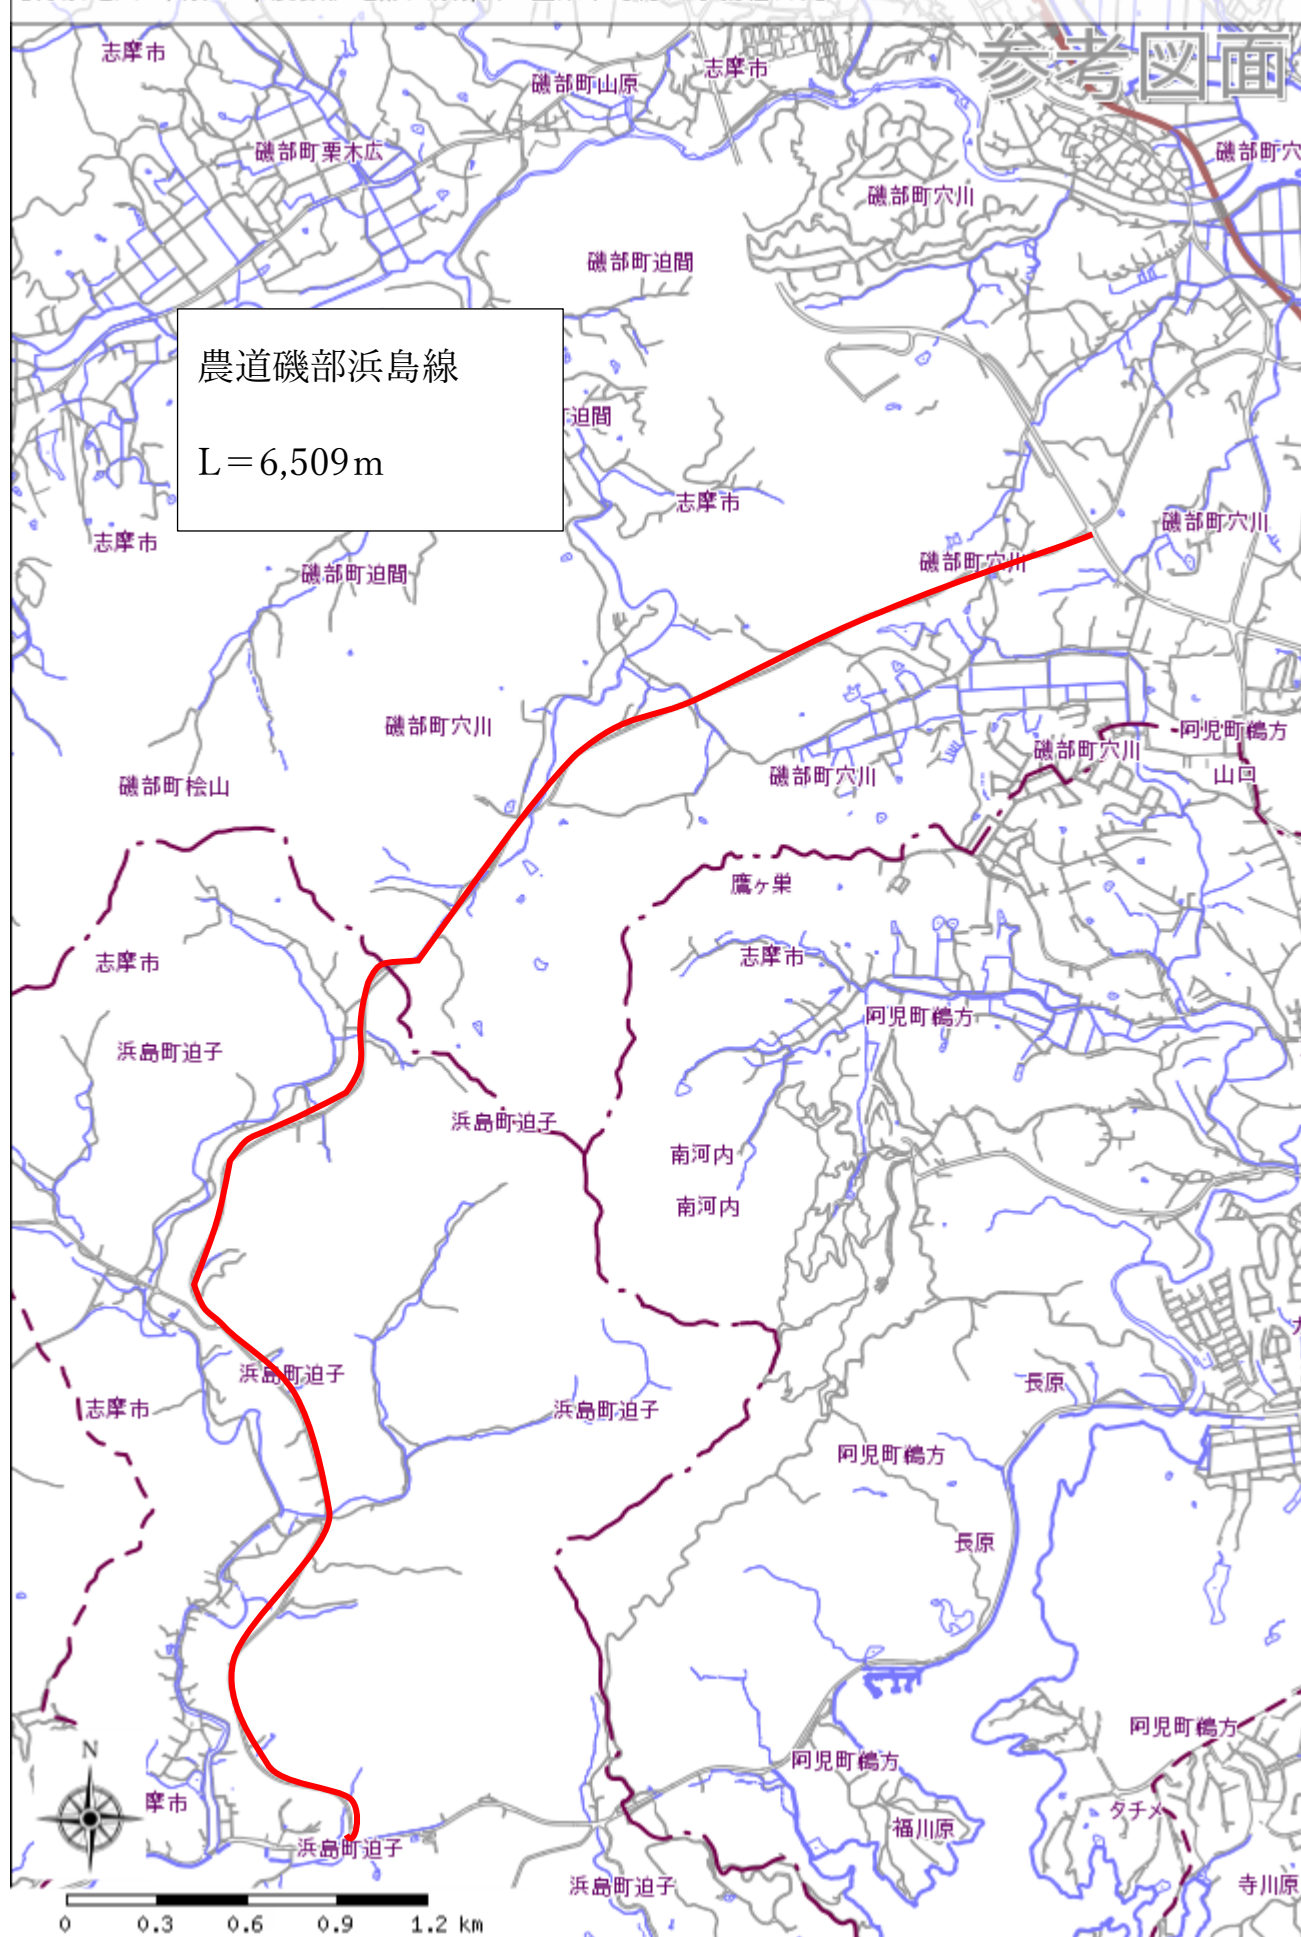 参考図面
志摩市
磯部町山原
志摩市
磯部町栗木広
磯部町穴
磯部町穴川
磯部町迫間
農道磯部浜島線
L＝6,509m
迫間
志摩市
志摩市
磯部町穴川
磯部町穴川
磯部町迫間
磯部町穴川
阿児町鵜方
磯部町穴川
山口
磯部町桧山
磯部町穴川
鷹ヶ巣
志摩市
志摩市
阿児町鵜方
浜島町迫子
浜島町迫子
南河内
南河内
浜島町迫子
長原
志摩市
浜島町迫子
阿児町鵜方
長原
阿児町鵜方
阿児町鵜方
N
摩市
タチメ
福川原
浜島町迫子
浜島町迫子
寺川原
0 0.3 0.6 0.9 1.2 km